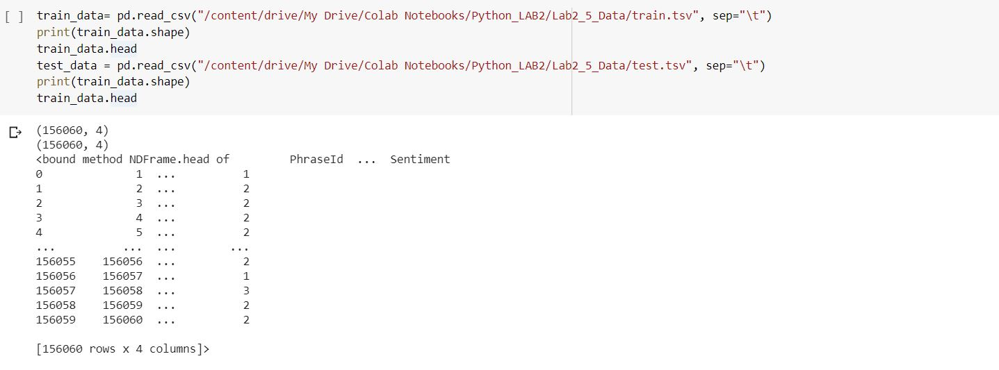 [ ] train_data= pd.read_csv("/content/drive/My Drive/Colab Notebooks/Python_LAB2/Lab2_5_Data/train.tsv", sep="\t")
print(train_data.shape)
train_data.head
test_data = pd.read_csv("/content/drive/My Drive/Colab Notebooks/Python_LAB2/Lab2_5_Data/test.tsv", sep="\t")
print(train_data.shape)
train_data.head
(156060, 4)
(156060, 4)
<bound method NDFrame.head of         PhraseId  ...  Sentiment
0              1  ...          1
1              2  ...          2
2              3  ...          2
3              4  ...          2
4              5  ...          2
...          ...  ...        ...
156055    156056  ...          2
156056    156057  ...          1
156057    156058  ...          3
156058    156059  ...          2
156059    156060  ...          2
[156060 rows x 4 columns]>